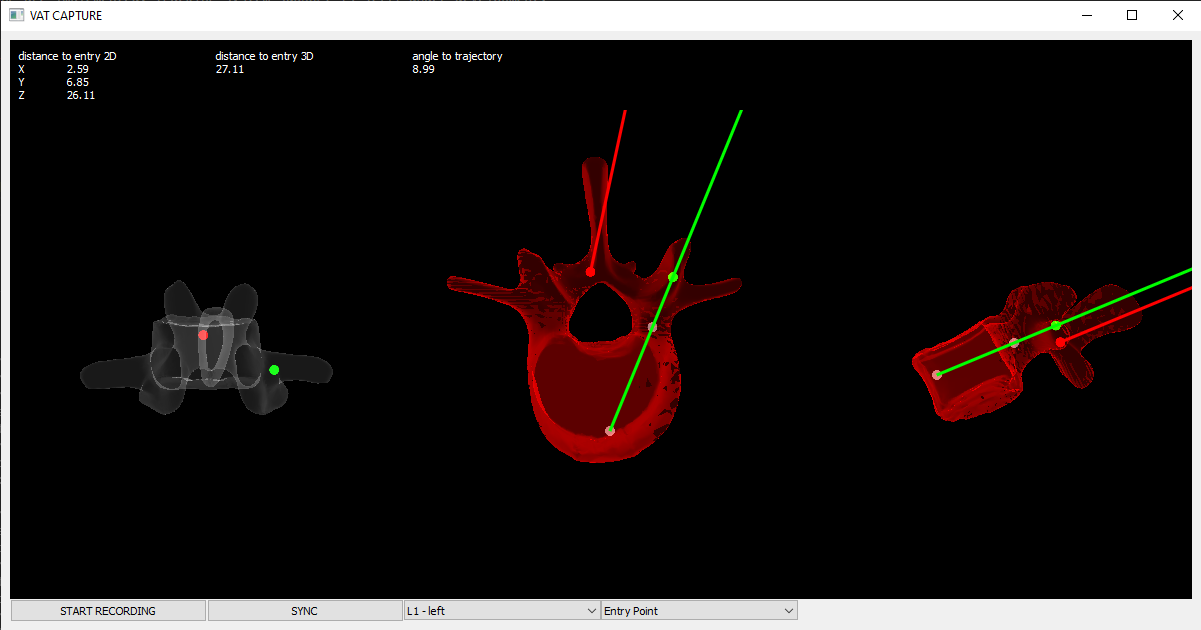 VAT CAPTURE
distance to entry 2D
X 2.59
Y 6.85
Z 26.11
distance to entry 3D
27.11
angle to trajectory
8.99
START RECORDING
SYNC
L1 - left
Entry Point